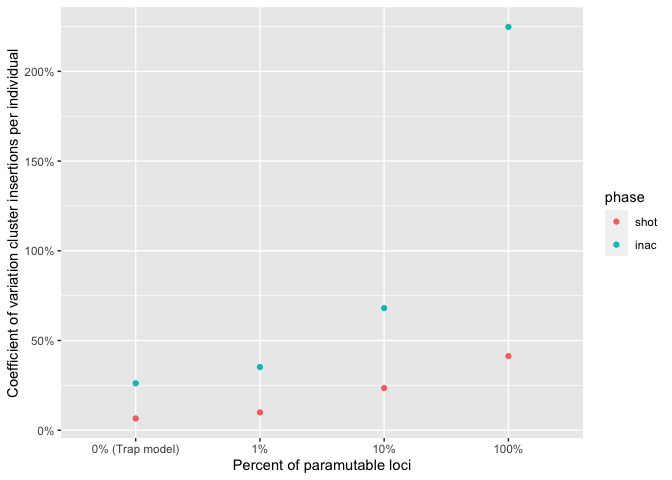 Coefficient of variation cluster insertions per individual
200%
150%
100%
50%
0%
0% (Trap model)
1%
10%
100%
Percent of paramutable loci
phase
shot
inac